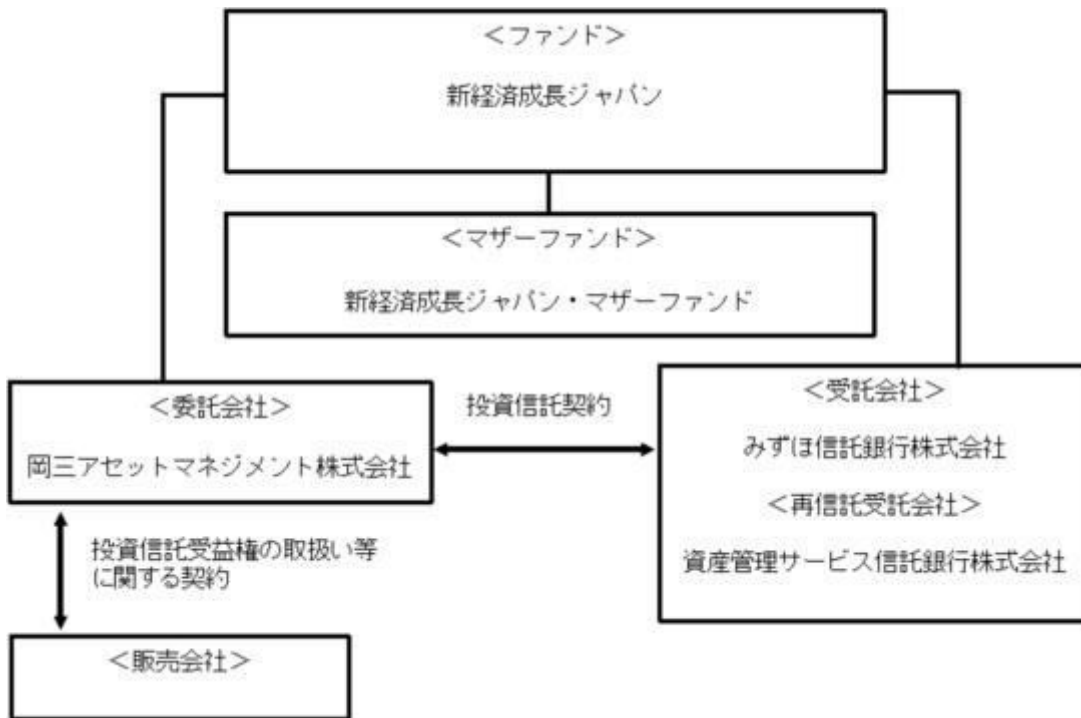 ＜ファンド＞
新経済成長ジャパン
＜マザーファンド＞
新経済成長ジャパン・マザーファンド
＜委託会社＞
岡三アセットマネジメント株式会社
投資信託契約
＜受託会社＞
みずほ信託銀行株式会社
＜再信託受託会社＞
資産管理サービス信託銀行株式会社
投資信託受益権の取扱い等
に関する契約
＜販売会社＞